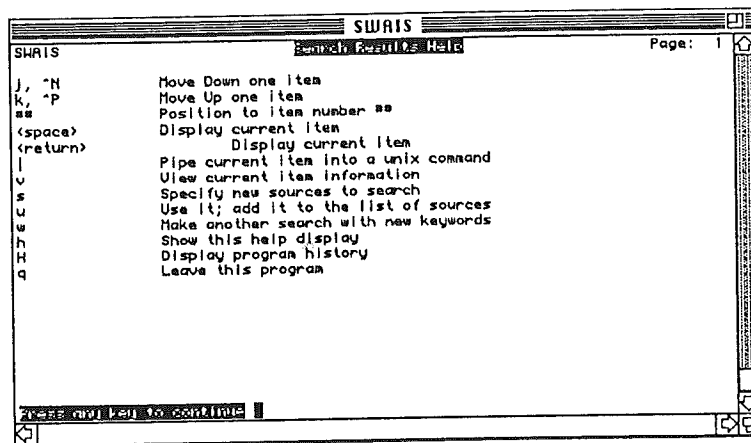 SWAIS
SWAIS Search Results Help Page: 1
j, ^N Move Down one item
k, ^P Move Up one item
## Position to item number ##
<space> Display current item
<return> Display current item
| Pipe current item into a unix command
v View current item information
s Specify new sources to search
u Use it; add it to the list of sources
w Make another search with new keywords
h Show this help display
H Display program history
q Leave this program
Press any key to continue